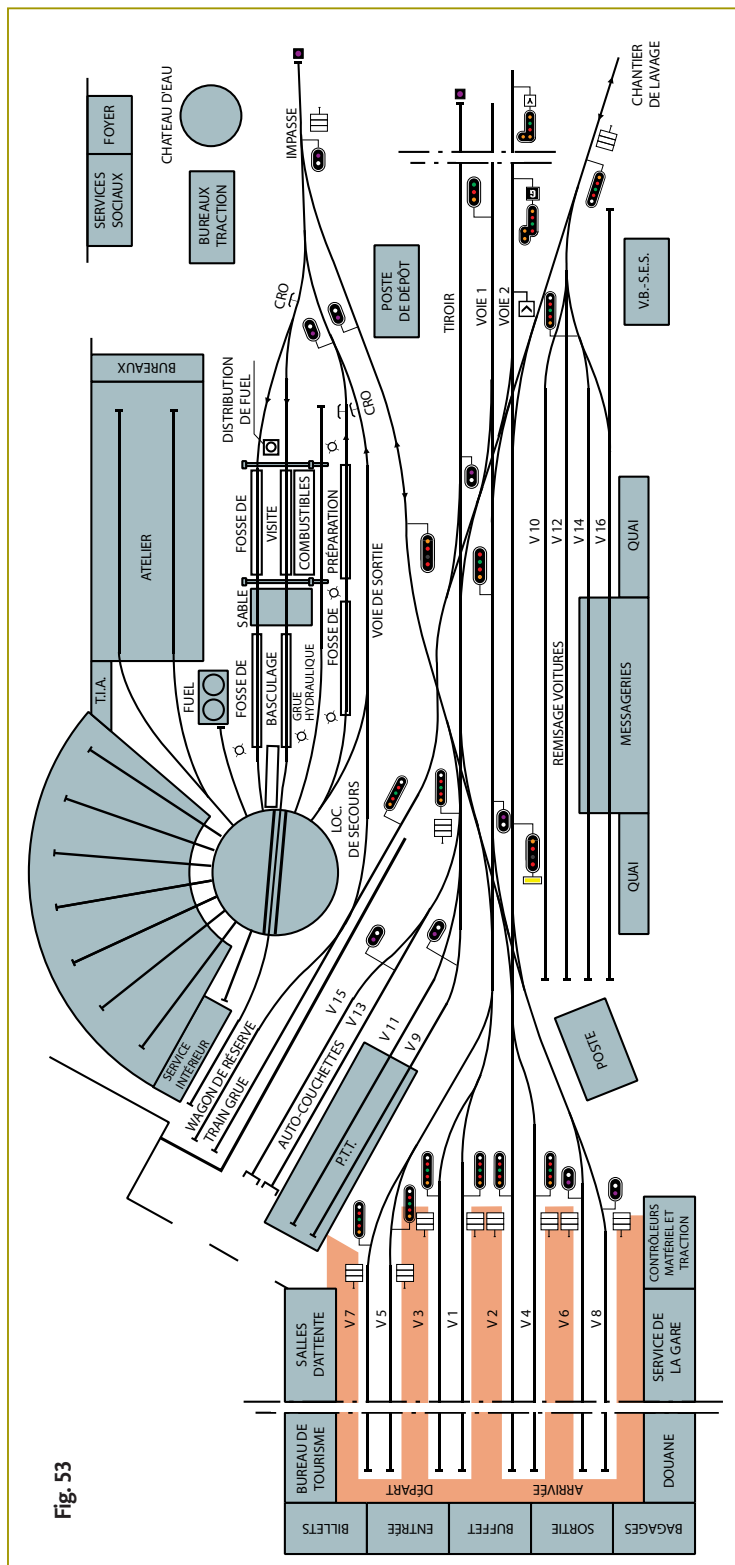 Fig. 53
SERVICES
SOCIAUX
FOYER
CHATEAU D'EAU
BUREAUX
TRACTION
IMPASSE
BUREAUX
ATELIER
T.I.A.
FUEL
DISTRIBUTION
DE FUEL
CRO
CRO
POSTE
DE DÉPÔT
FOSSE DE
VISITE
COMBUSTIBLES
SABLE
FOSSE DE
BASCULAGE
GRUE
HYDRAULIQUE
FOSSE DE
PRÉPARATION
VOIE DE SORTIE
LOC.
DE SECOURS
SERVICE
INTÉRIEUR
WAGON DE RÉSERVE
TRAIN GRUE
V 15
AUTO-COUCHETTES
V 13
V 11
V 9
P.T.T.
TIROIR
VOIE 1
VOIE 2
CHANTIER
DE LAVAGE
V.B.-S.E.S.
V 10
V 12
V 14
V 16
REMISAGE VOITURES
QUAI
MESSAGERIES
QUAI
POSTE
BUREAU DE
TOURISME
SALLES
D'ATTENTE
V 7
V 5
V 3
V 1
V 2
V 4
V 6
V 8
DÉPART
ARRIVÉE
BILLETS
ENTRÉE
BUFFET
SORTIE
BAGAGES
DOUANE
SERVICE DE
LA GARE
CONTRÔLEURS
MATÉRIEL ET
TRACTION